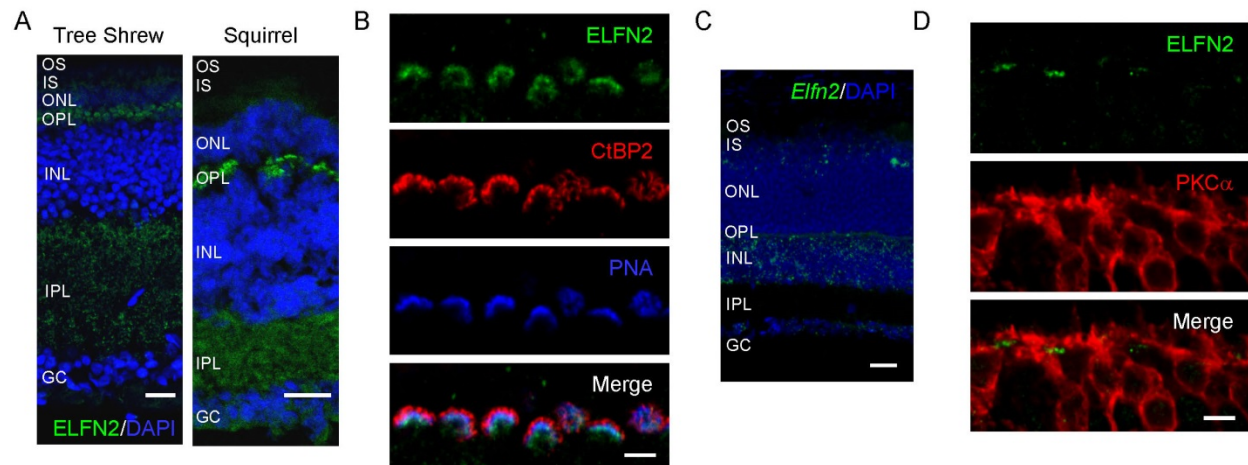 A
Tree Shrew
Squirrel
OS
IS
ONL
OPL
INL
IPL
GC
ELFN2/DAPI
OS
IS
ONL
OPL
INL
IPL
GC
B
ELFN2
CtBP2
PNA
Merge
C
Elfn2/DAPI
OS
IS
ONL
OPL
INL
IPL
GC
D
ELFN2
PKCα
Merge